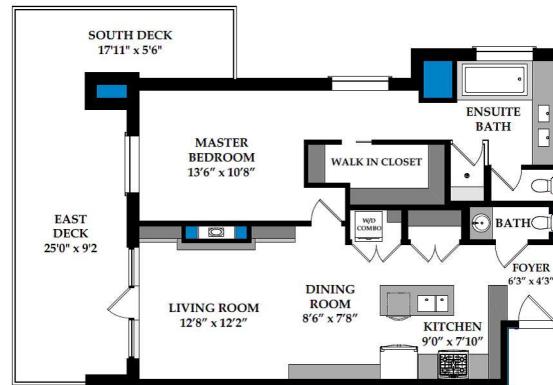 SOUTH DECK
17'11" x 5'6"
ENSUITE
BATH
MASTER
BEDROOM
13'6" x 10'8"
WALK IN CLOSET
EAST
DECK
25'0" x 9'2
W/D
COMBO
BATH
FOYER
6'3" x 4'3"
LIVING ROOM
12'8" x 12'2"
DINING
ROOM
8'6" x 7'8"
KITCHEN
9'0" x 7'10"